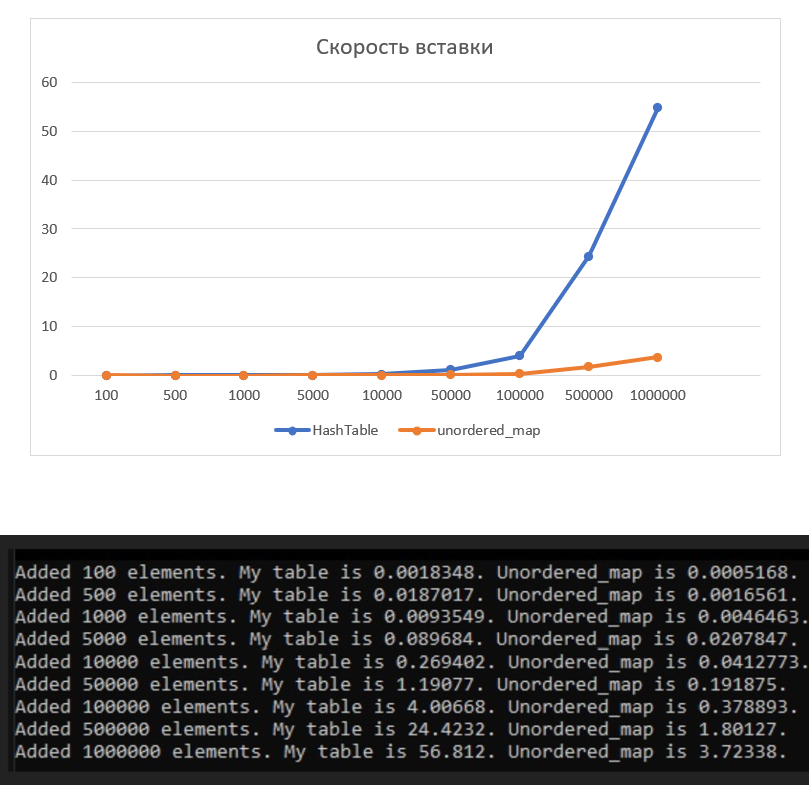 Скорость вставки
60
50
40
30
20
10
0
100 500 1000 5000 10000 50000 100000 500000 1000000
HashTable unordered_map
Added 100 elements. My table is 0.0018348. Unordered_map is 0.0005168.
Added 500 elements. My table is 0.0187017. Unordered_map is 0.0016561.
Added 1000 elements. My table is 0.0093549. Unordered_map is 0.0046463.
Added 5000 elements. My table is 0.089684. Unordered_map is 0.0207847.
Added 10000 elements. My table is 0.269402. Unordered_map is 0.0412773.
Added 50000 elements. My table is 1.19077. Unordered_map is 0.191875.
Added 100000 elements. My table is 4.00668. Unordered_map is 0.378893.
Added 500000 elements. My table is 24.4232. Unordered_map is 1.80127.
Added 1000000 elements. My table is 56.812. Unordered_map is 3.72338.